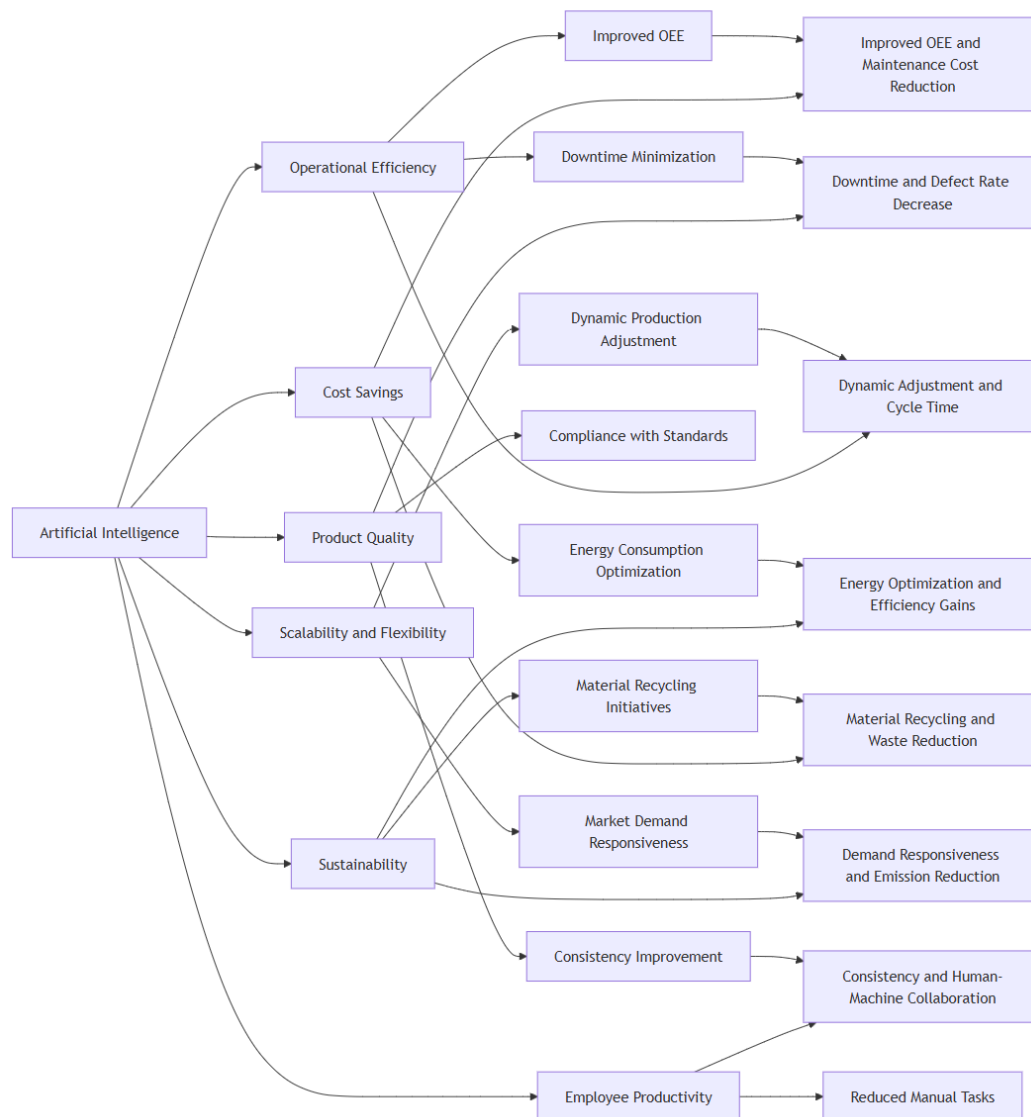 Improved OEE
Improved OEE and
Maintenance Cost
Reduction
Operational Efficiency
Downtime Minimization
Downtime and Defect Rate
Decrease
Dynamic Production
Adjustment
Dynamic Adjustment and
Cycle Time
Cost Savings
Compliance with Standards
Artificial Intelligence
Product Quality
Energy Consumption
Optimization
Energy Optimization and
Efficiency Gains
Scalability and Flexibility
Material Recycling
Initiatives
Material Recycling and
Waste Reduction
Market Demand
Responsiveness
Demand Responsiveness
and Emission Reduction
Sustainability
Consistency Improvement
Consistency and Human-
Machine Collaboration
Employee Productivity
Reduced Manual Tasks